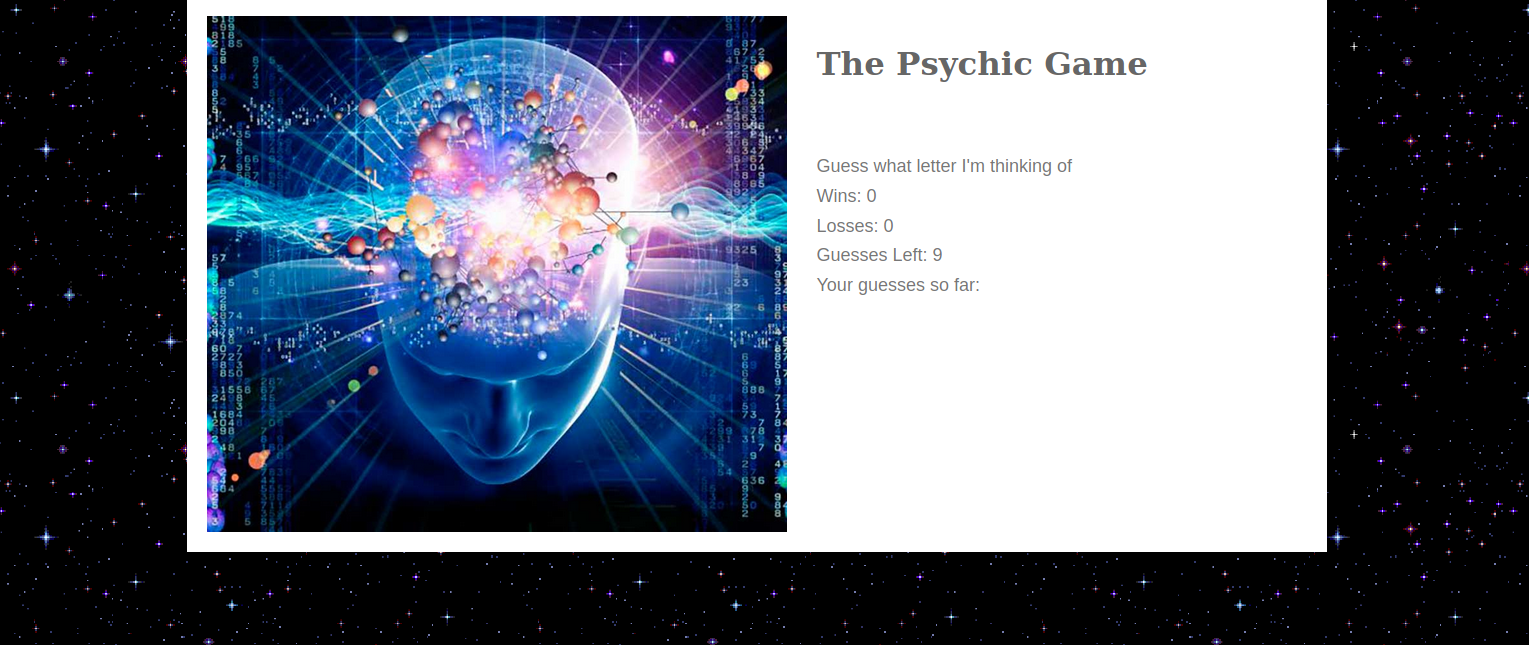 The Psychic Game
Guess what letter I'm thinking of
Wins: 0
Losses: 0
Guesses Left: 9
Your guesses so far: